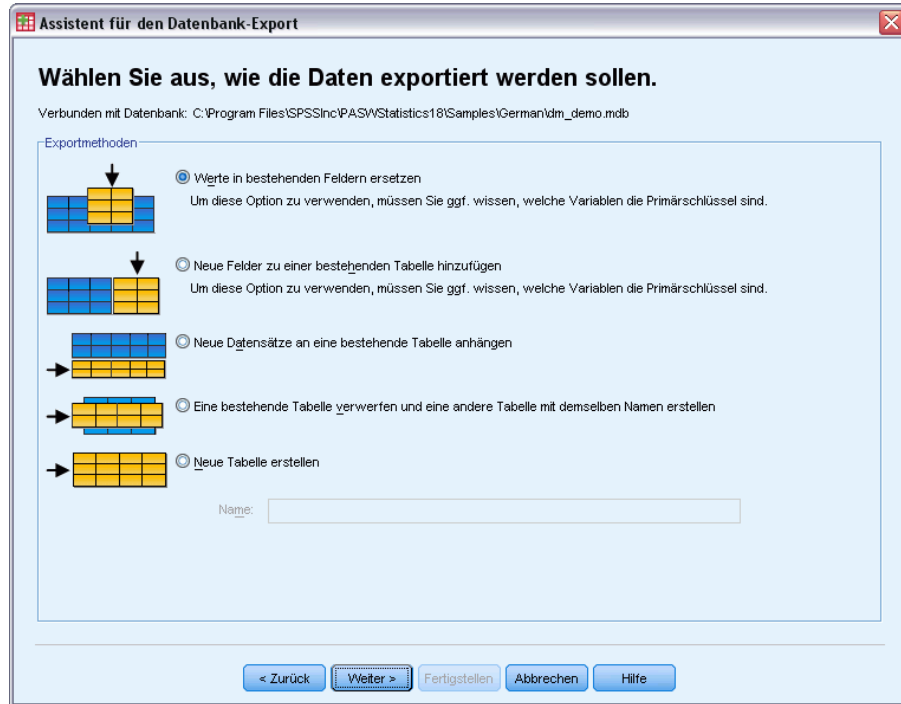 Assistent für den Datenbank-Export
Wählen Sie aus, wie die Daten exportiert werden sollen.
Verbunden mit Datenbank: C:\Program Files\SPSSInc\PASWStatistics18\Samples\German\dm_demo.mdb
Exportmethoden
Werte in bestehenden Feldern ersetzen
Um diese Option zu verwenden, müssen Sie ggf. wissen, welche Variablen die Primärschlüssel sind.
Neue Felder zu einer bestehenden Tabelle hinzufügen
Um diese Option zu verwenden, müssen Sie ggf. wissen, welche Variablen die Primärschlüssel sind.
Neue Datensätze an eine bestehende Tabelle anhängen
Eine bestehende Tabelle verwerfen und eine andere Tabelle mit demselben Namen erstellen
Neue Tabelle erstellen
Name:
< Zurück Weiter > Fertigstellen Abbrechen Hilfe